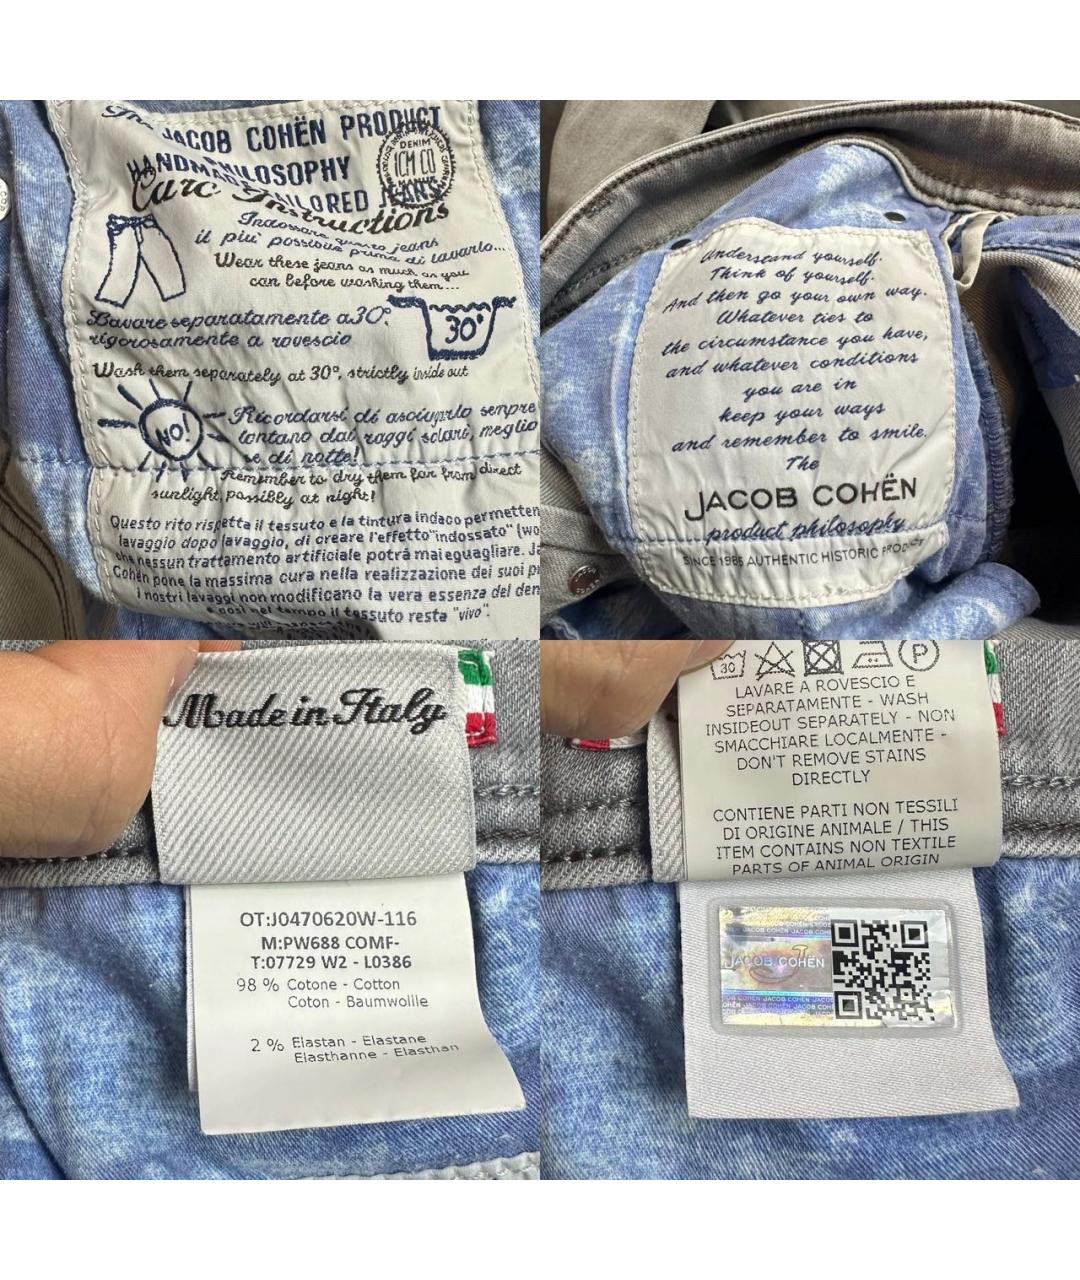 The JACOB COHËN PRODUCT
PHILOSOPHY
HANDMADE TAILORED JEANS
DENIM
JCM CO
Care Instructions
Indossare questo jeans
il piu' possibile prima di lavarlo...
Wear these jeans as much as you
can before washing them...
Lavare separatamente a 30°,
rigorosamente a rovescio
30°
Wash them separately at 30°, strictly inside out
NO!
Ricordarsi di asciugarlo sempre
lontano dai raggi solari, meglio
se di notte!
Remember to dry them far from direct
sunlight, possibly at night!
Questo rito rispetta il tessuto e la tintura indaco permetten
lavaggio dopo lavaggio, di creare l'effetto "indossato" (wo
che nessun trattamento artificiale potrá mai eguagliare. Ja
Cohën pone la massima cura nella realizzazione dei suoi p
i nostri lavaggi non modificano la vera essenza del den
e così nel tempo il tessuto resta "vivo".
Understand yourself.
Think of yourself.
And then go your own way.
Whatever ties to
the circumstance you have,
and whatever conditions
you are in
keep your ways
and remember to smile.
The
JACOB COHËN
product philosophy
SINCE 1985 AUTHENTIC HISTORIC PRODUCT
Made in Italy
OT:J0470620W-116
M:PW688 COMF-
T:07729 W2 - L0386
98 % Cotone - Cotton
Coton - Baumwolle
2 % Elastan - Elastane
Elasthanne - Elasthan
30
P
LAVARE A ROVESCIO E
SEPARATAMENTE - WASH
INSIDEOUT SEPARATELY - NON
SMACCHIARE LOCALMENTE -
DON'T REMOVE STAINS
DIRECTLY
CONTIENE PARTI NON TESSILI
DI ORIGINE ANIMALE / THIS
ITEM CONTAINS NON TEXTILE
PARTS OF ANIMAL ORIGIN
JACOB COHËN